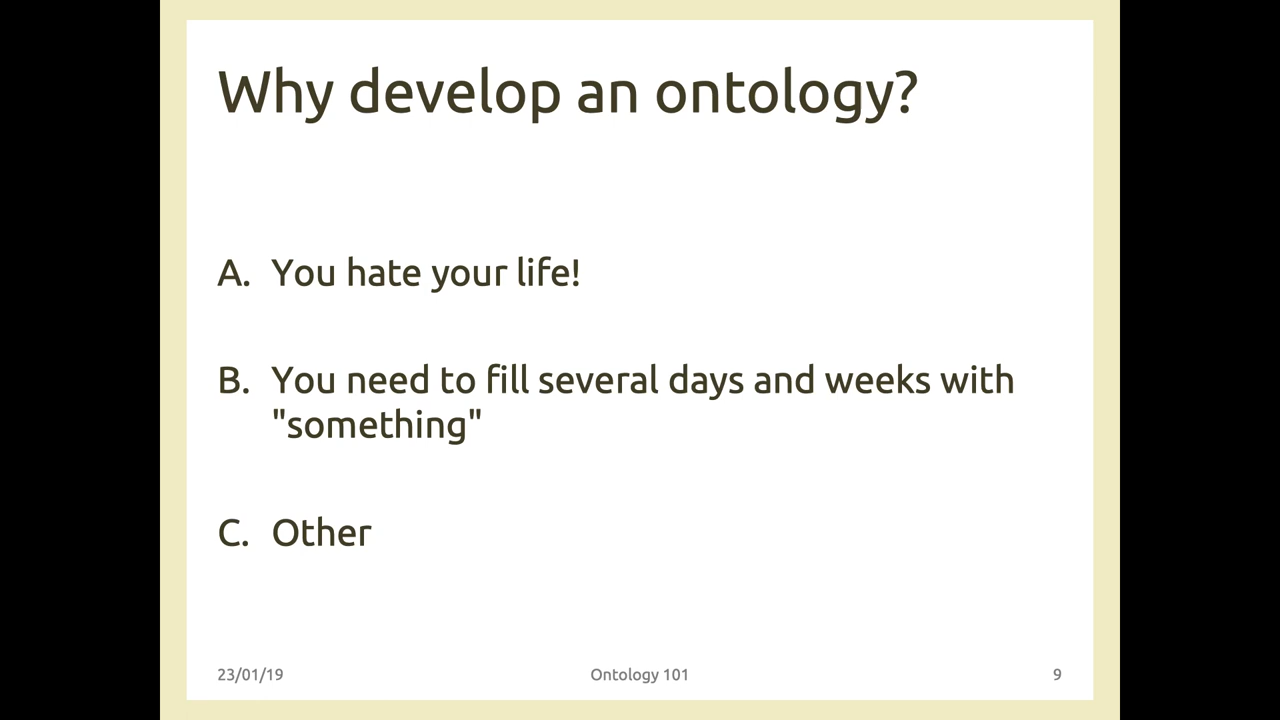 Why develop an ontology?
A. You hate your life!
B. You need to fill several days and weeks with
"something"
C. Other
23/01/19 Ontology 101 9